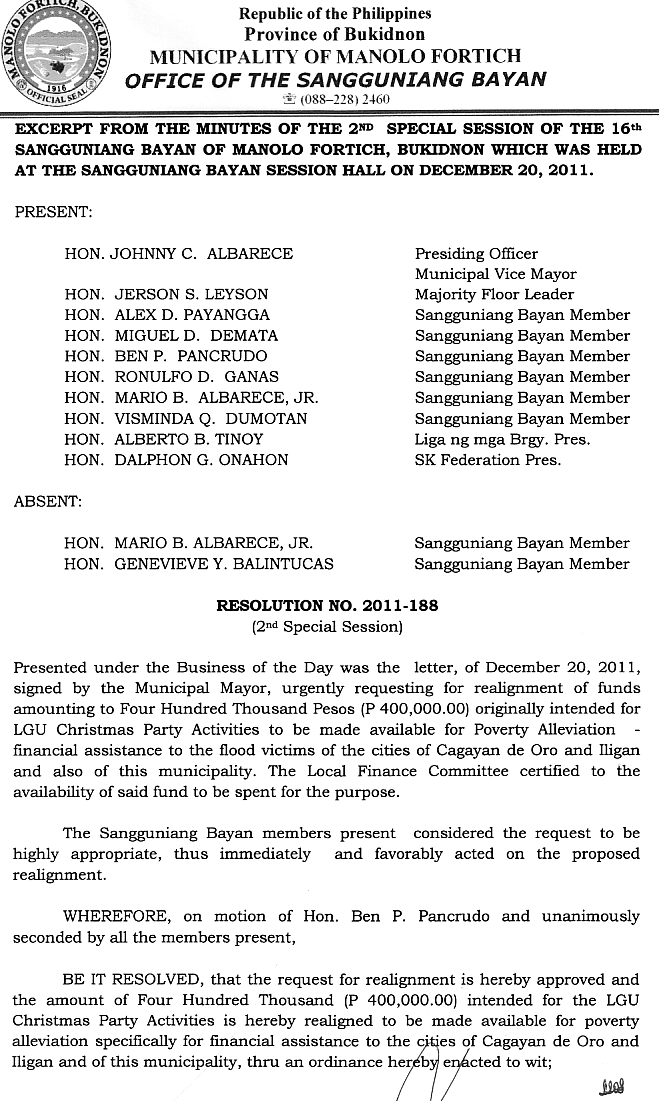 Republic of the Philippines
Province of Bukidnon
MUNICIPALITY OF MANOLO FORTICH
OFFICE OF THE SANGGUNIANG BAYAN
☏ (088–228) 2460
MANOLO FORTICH, BUKIDNON
1916
OFFICIAL SEAL
EXCERPT FROM THE MINUTES OF THE 2ND SPECIAL SESSION OF THE 16th
SANGGUNIANG BAYAN OF MANOLO FORTICH, BUKIDNON WHICH WAS HELD
AT THE SANGGUNIANG BAYAN SESSION HALL ON DECEMBER 20, 2011.
PRESENT:
HON. JOHNNY C. ALBARECE Presiding Officer
Municipal Vice Mayor
HON. JERSON S. LEYSON Majority Floor Leader
HON. ALEX D. PAYANGGA Sangguniang Bayan Member
HON. MIGUEL D. DEMATA Sangguniang Bayan Member
HON. BEN P. PANCRUDO Sangguniang Bayan Member
HON. RONULFO D. GANAS Sangguniang Bayan Member
HON. MARIO B. ALBARECE, JR. Sangguniang Bayan Member
HON. VISMINDA Q. DUMOTAN Sangguniang Bayan Member
HON. ALBERTO B. TINOY Liga ng mga Brgy. Pres.
HON. DALPHON G. ONAHON SK Federation Pres.
ABSENT:
HON. MARIO B. ALBARECE, JR. Sangguniang Bayan Member
HON. GENEVIEVE Y. BALINTUCAS Sangguniang Bayan Member
RESOLUTION NO. 2011-188
(2nd Special Session)
Presented under the Business of the Day was the letter, of December 20, 2011,
signed by the Municipal Mayor, urgently requesting for realignment of funds
amounting to Four Hundred Thousand Pesos (P 400,000.00) originally intended for
LGU Christmas Party Activities to be made available for Poverty Alleviation -
financial assistance to the flood victims of the cities of Cagayan de Oro and Iligan
and also of this municipality. The Local Finance Committee certified to the
availability of said fund to be spent for the purpose.
The Sangguniang Bayan members present considered the request to be
highly appropriate, thus immediately and favorably acted on the proposed
realignment.
WHEREFORE, on motion of Hon. Ben P. Pancrudo and unanimously
seconded by all the members present,
BE IT RESOLVED, that the request for realignment is hereby approved and
the amount of Four Hundred Thousand (P 400,000.00) intended for the LGU
Christmas Party Activities is hereby realigned to be made available for poverty
alleviation specifically for financial assistance to the cities of Cagayan de Oro and
Iligan and of this municipality, thru an ordinance hereby enacted to wit;